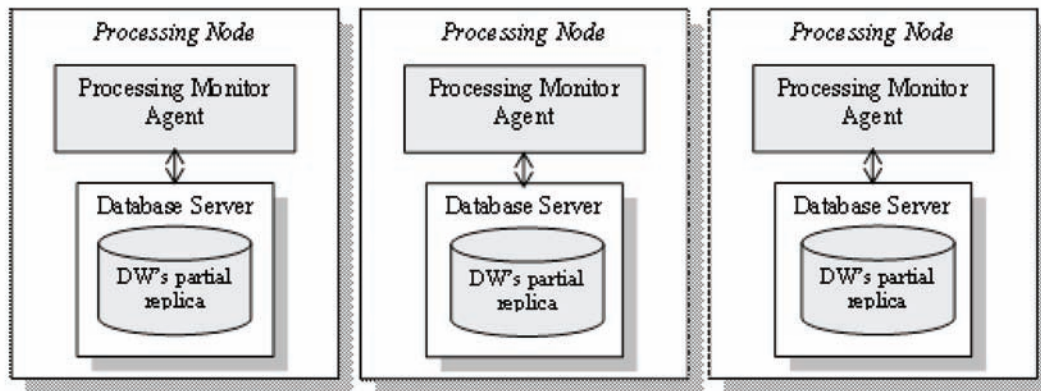 Processing Node
Processing Monitor
Agent
Database Server
DW's partial
replica
Processing Node
Processing Monitor
Agent
Database Server
DW's partial
replica
Processing Node
Processing Monitor
Agent
Database Server
DW's partial
replica